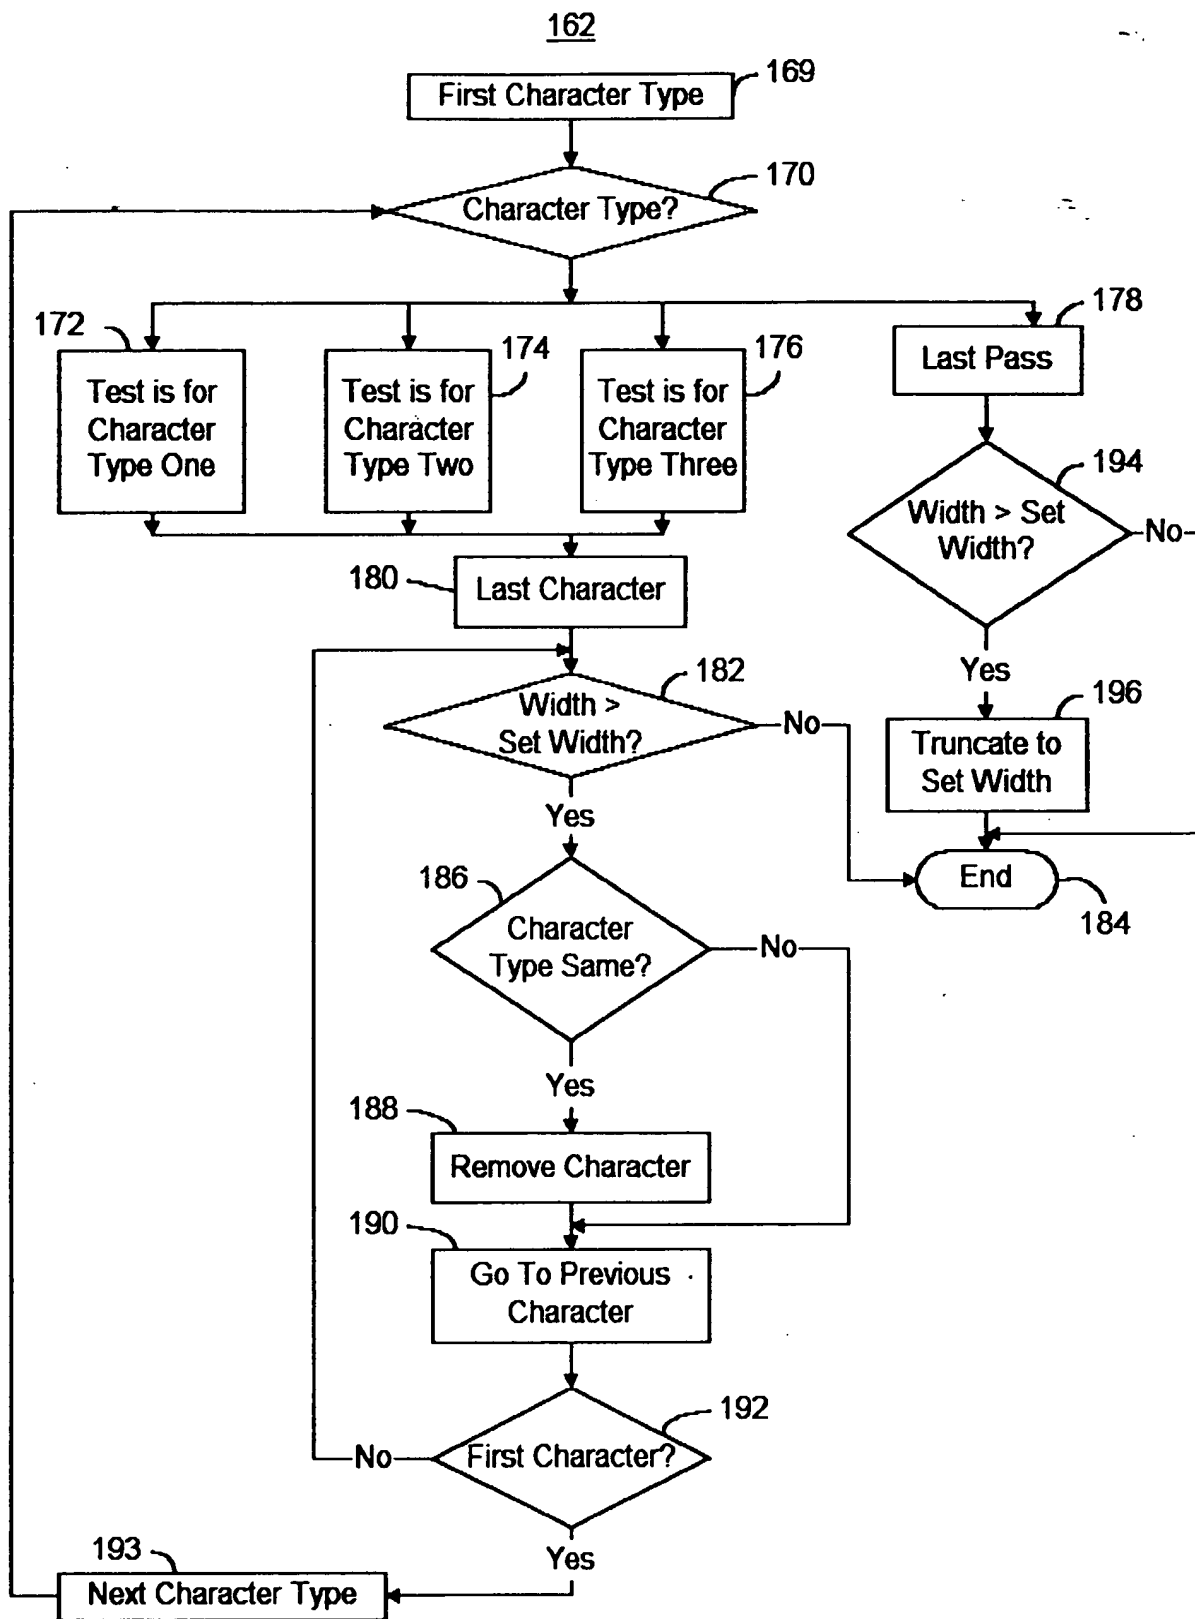 162
First Character Type
169
Character Type?
170
172
Test is for
Character
Type One
174
Test is for
Character
Type Two
176
Test is for
Character
Type Three
178
Last Pass
194
Width > Set
Width?
No
Yes
180
Last Character
182
Width >
Set Width?
No
Yes
196
Truncate to
Set Width
End
184
186
Character
Type Same?
No
Yes
188
Remove Character
190
Go To Previous
Character
192
First Character?
No
Yes
193
Next Character Type